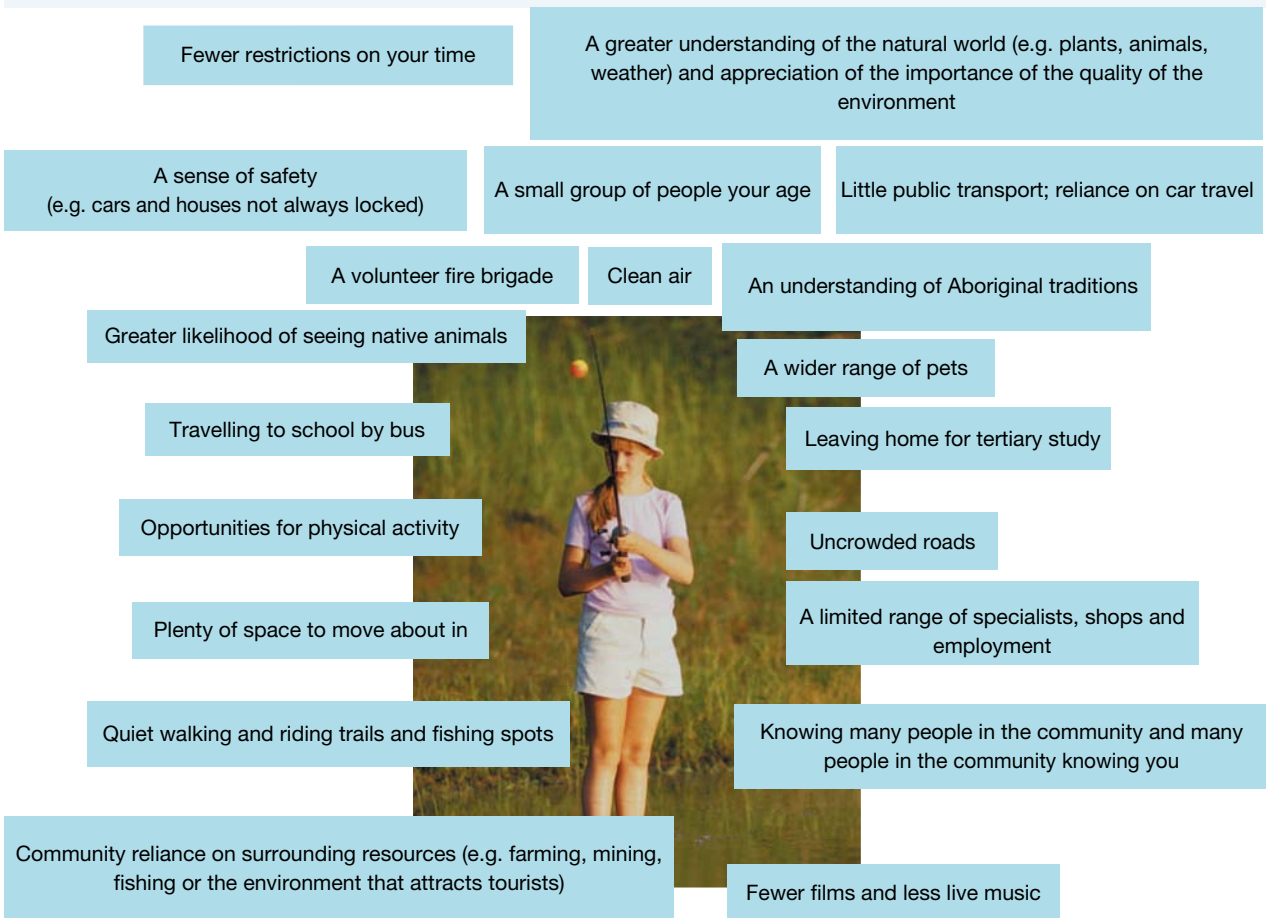 Fewer restrictions on your time
A greater understanding of the natural world (e.g. plants, animals,
weather) and appreciation of the importance of the quality of the
environment
A sense of safety
(e.g. cars and houses not always locked)
A small group of people your age
Little public transport; reliance on car travel
A volunteer fire brigade
Clean air
An understanding of Aboriginal traditions
Greater likelihood of seeing native animals
A wider range of pets
Travelling to school by bus
Leaving home for tertiary study
Opportunities for physical activity
Uncrowded roads
Plenty of space to move about in
A limited range of specialists, shops and
employment
Quiet walking and riding trails and fishing spots
Knowing many people in the community and many
people in the community knowing you
Community reliance on surrounding resources (e.g. farming, mining,
fishing or the environment that attracts tourists)
Fewer films and less live music